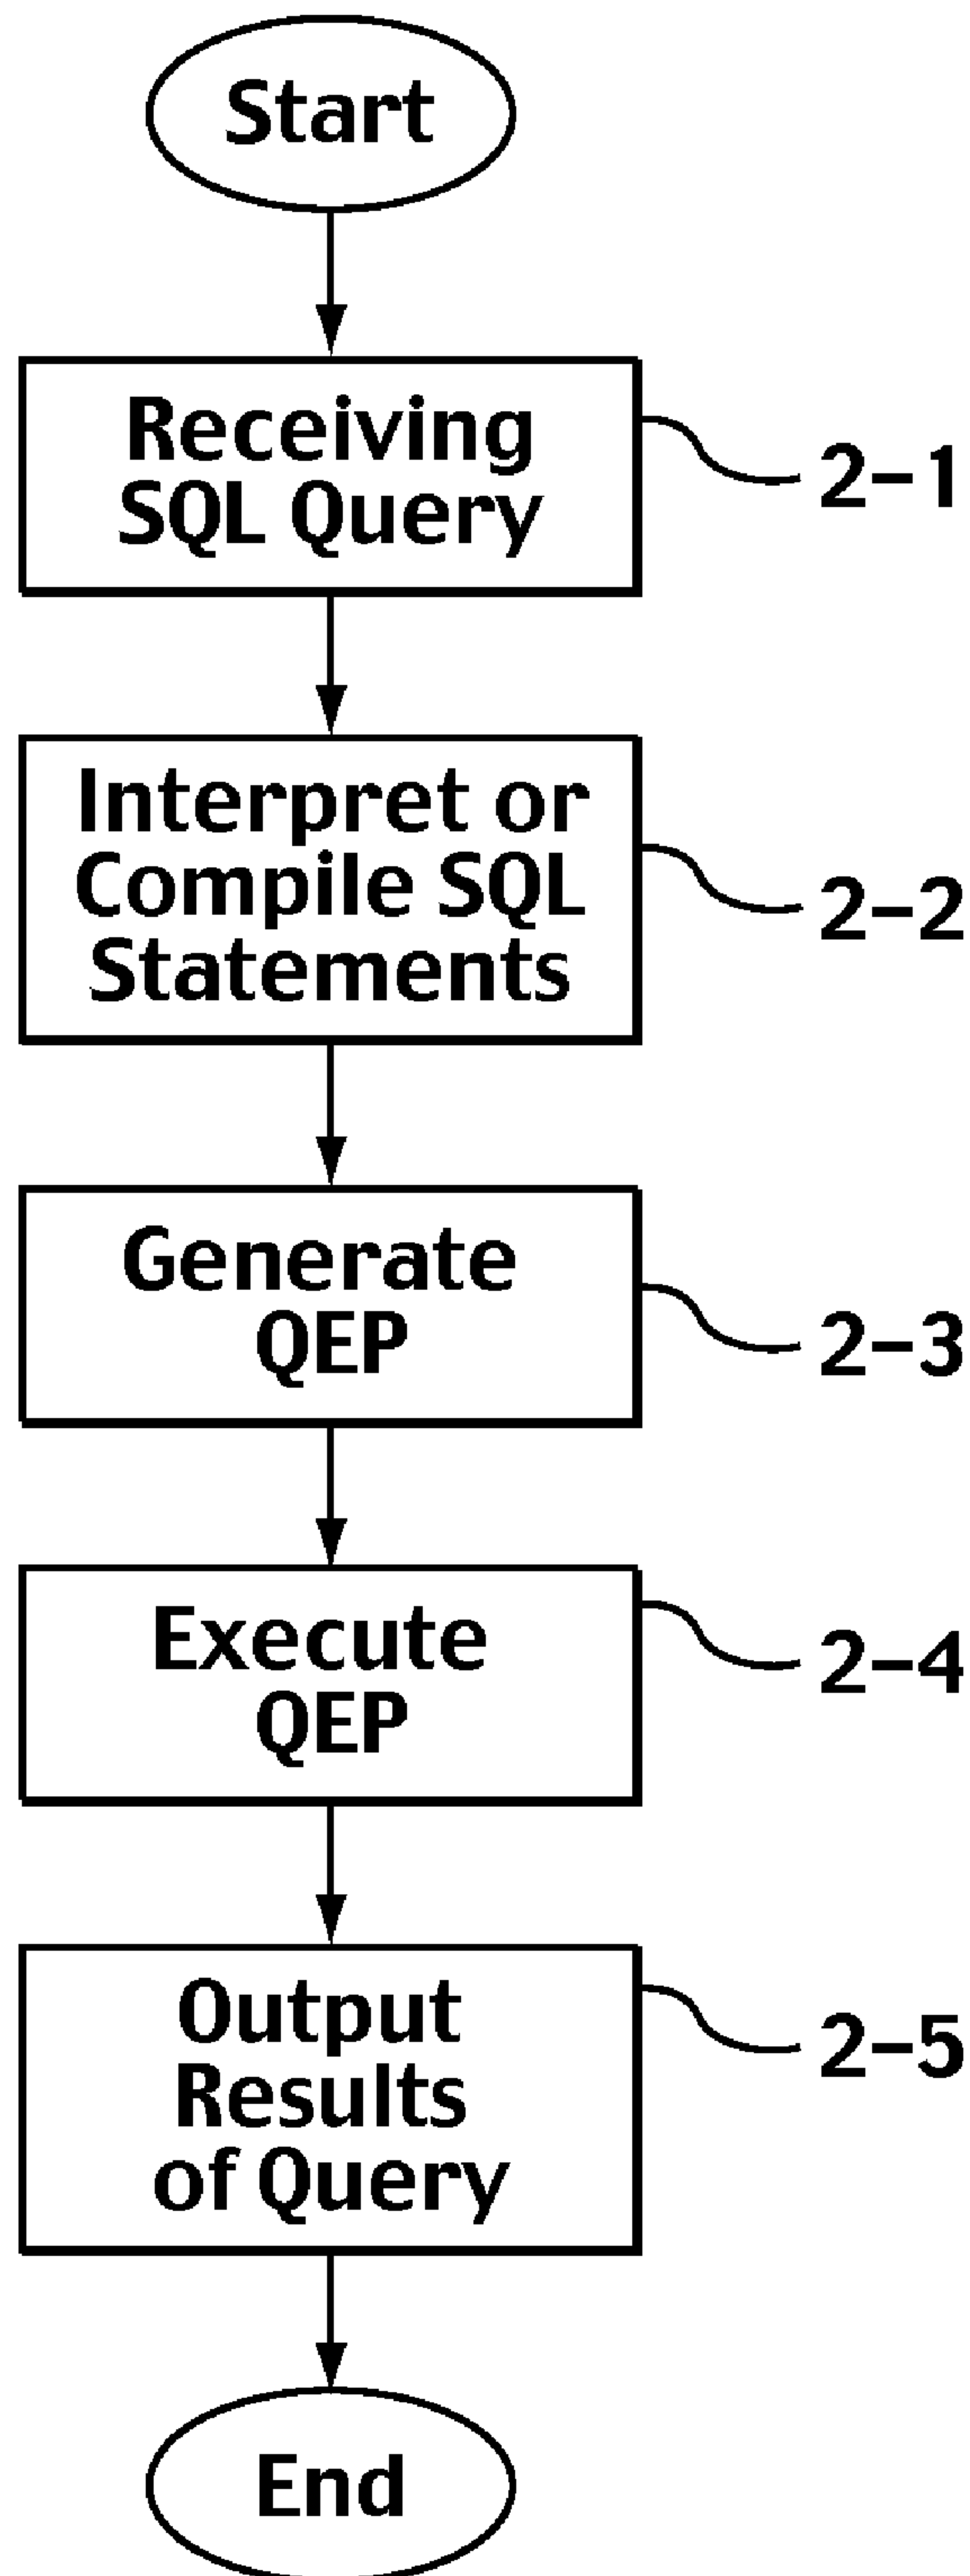 Start
Receiving
SQL Query
2-1
Interpret or
Compile SQL
Statements
2-2
Generate
QEP
2-3
Execute
QEP
2-4
Output
Results
of Query
2-5
End